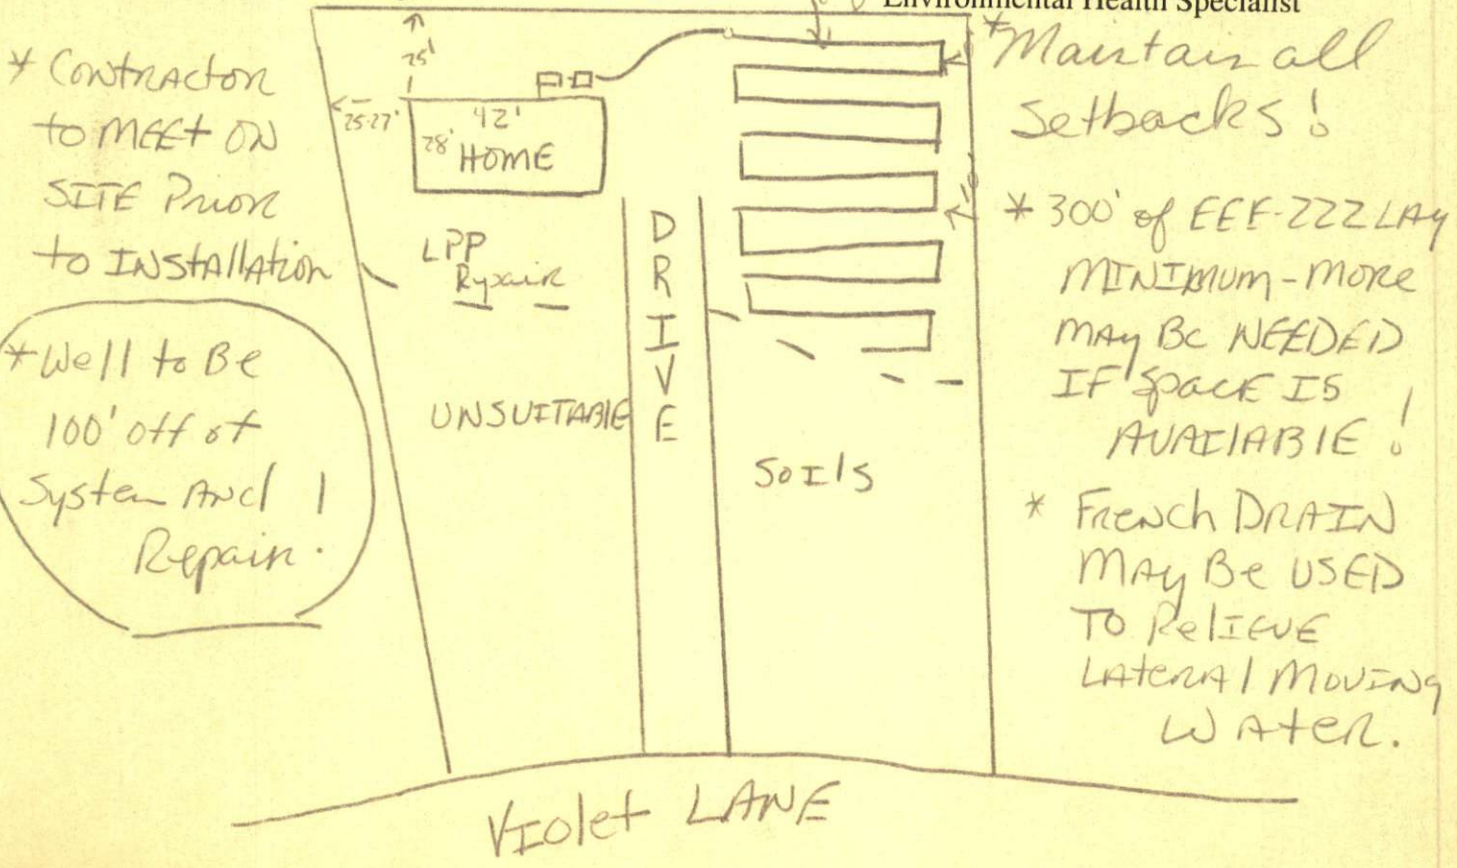 Environmental Health Specialist
* Contractor
to Meet ON
SITE Prior
to INStallation
* Well to Be
100' off of
System And
Repair!
25'
25-27'
42'
28' HOME
LPP
Repair
DRIVE
UNSUITABlE
SoIlS
* Maintain all
Setbacks!
* 300' of EEE-ZZZ LAy
MINIMUm - More
mAy Be NEEDED
IF SpacE IS
AVAIlABlE!
* FrENch DRAIN
MAy Be USED
TO RelIEVE
LAterAl MOVING
WAter.
Violet LANE